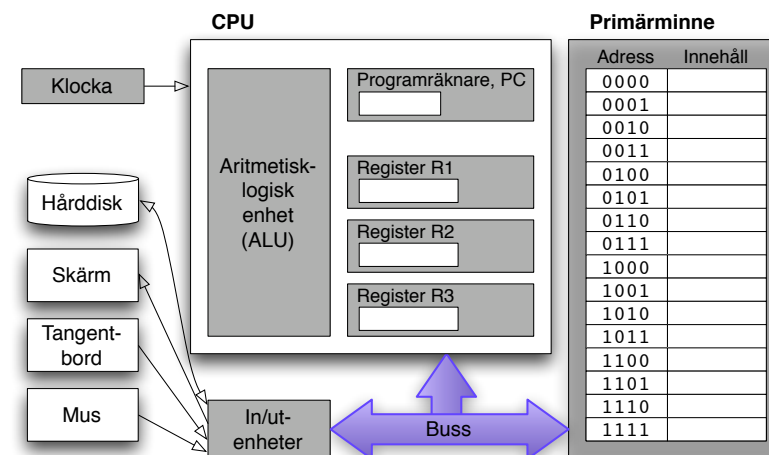 CPU
Primärminne
Klocka
Aritmetisk-
logisk
enhet
(ALU)
Programräknare, PC
Register R1
Register R2
Register R3
Hårddisk
Skärm
Tangent-
bord
Mus
In/ut-
enheter
Buss
Adress Innehåll
0000
0001
0010
0011
0100
0101
0110
0111
1000
1001
1010
1011
1100
1101
1110
1111